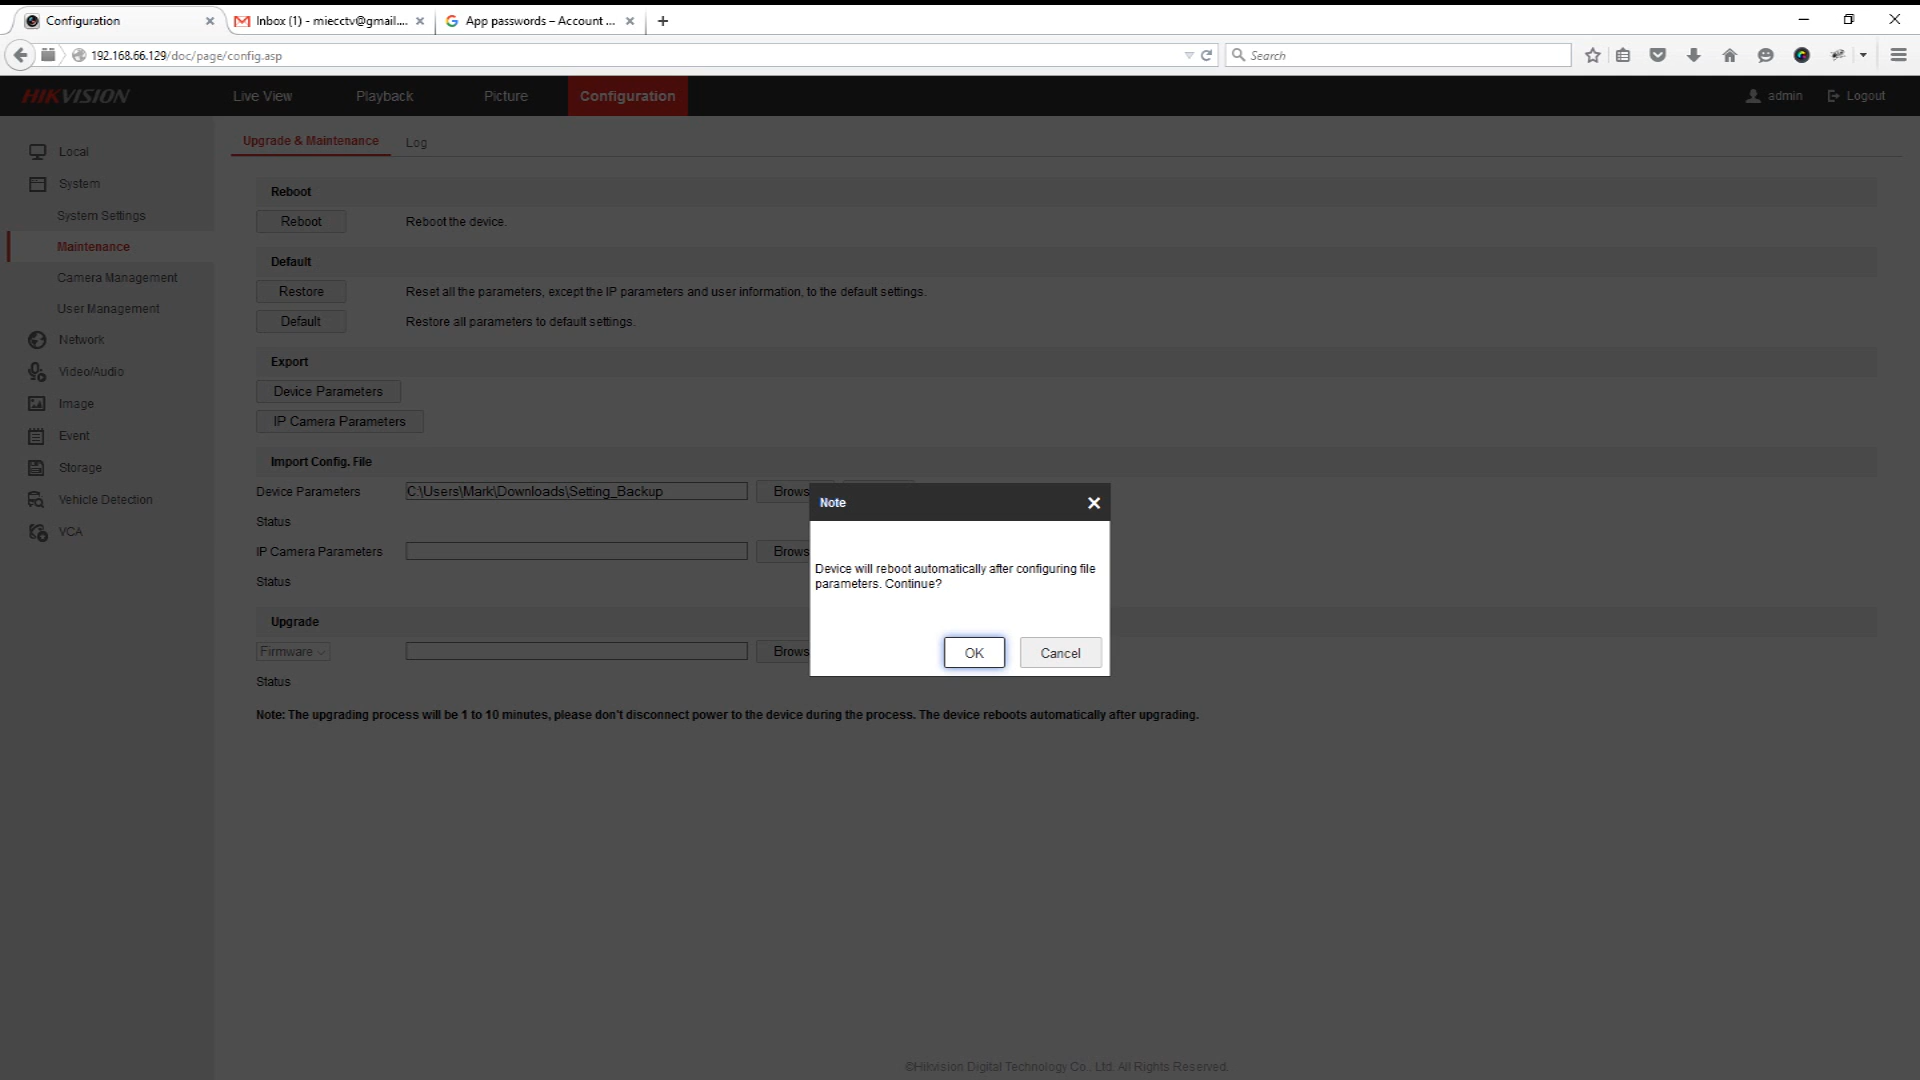 Configuration
Inbox (1) - miecctv@gmail....
App passwords – Account ...
192.168.66.129/doc/page/config.asp
Search
HIKVISION
Live View
Playback
Picture
Configuration
admin
Logout
Local
System
System Settings
Maintenance
Camera Management
User Management
Network
Video/Audio
Image
Event
Storage
Vehicle Detection
VCA
Upgrade & Maintenance
Log
Reboot
Reboot
Reboot the device.
Default
Restore
Reset all the parameters, except the IP parameters and user information, to the default settings.
Default
Restore all parameters to default settings.
Export
Device Parameters
IP Camera Parameters
Import Config. File
Device Parameters
C:\Users\Mark\Downloads\Setting_Backup
Brows
Status
IP Camera Parameters
Brows
Status
Upgrade
Firmware
Brows
Status
Note: The upgrading process will be 1 to 10 minutes, please don't disconnect power to the device during the process. The device reboots automatically after upgrading.
Note
Device will reboot automatically after configuring file
parameters. Continue?
OK
Cancel
©Hikvision Digital Technology Co., Ltd. All Rights Reserved.